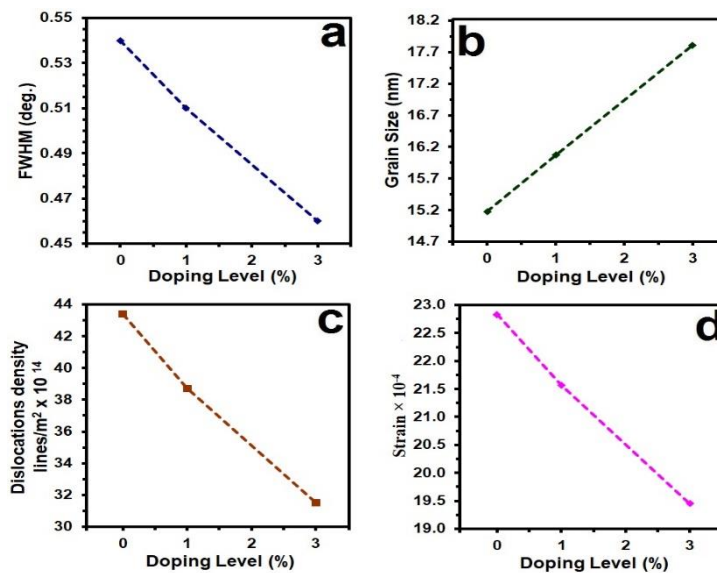 a
FWHM (deg.)
0.55
0.53
0.51
0.49
0.47
0.45
0 1 2 3
Doping Level (%)
b
Grain Size (nm)
18.2
17.7
17.2
16.7
16.2
15.7
15.2
14.7
0 1 2 3
Doping Level (%)
c
Dislocations density
lines/m² x 10 ¹⁴
44
42
40
38
36
34
32
30
0 1 2 3
Doping Level (%)
d
Strain × 10⁻⁴
23.0
22.5
22.0
21.5
21.0
20.5
20.0
19.5
19.0
0 1 2 3
Doping Level (%)